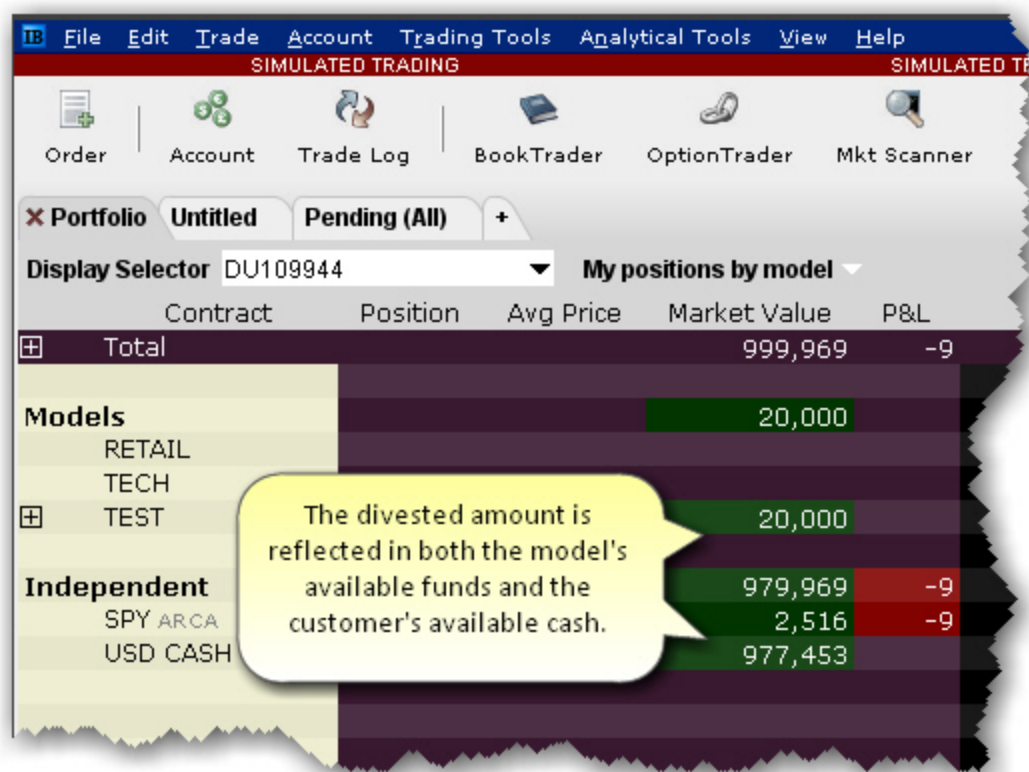 IB File Edit Trade Account Trading Tools Analytical Tools View Help
SIMULATED TRADING SIMULATED
Order Account Trade Log BookTrader OptionTrader Mkt Scanner
Portfolio Untitled Pending (All) +
Display Selector DU109944 My positions by model
Contract Position Avg Price Market Value P&L
Total 999,969 -9
Models 20,000
RETAIL
TECH
TEST 20,000
The divested amount is
reflected in both the model's
available funds and the
customer's available cash.
Independent 979,969 -9
SPY ARCA 2,516 -9
USD CASH 977,453